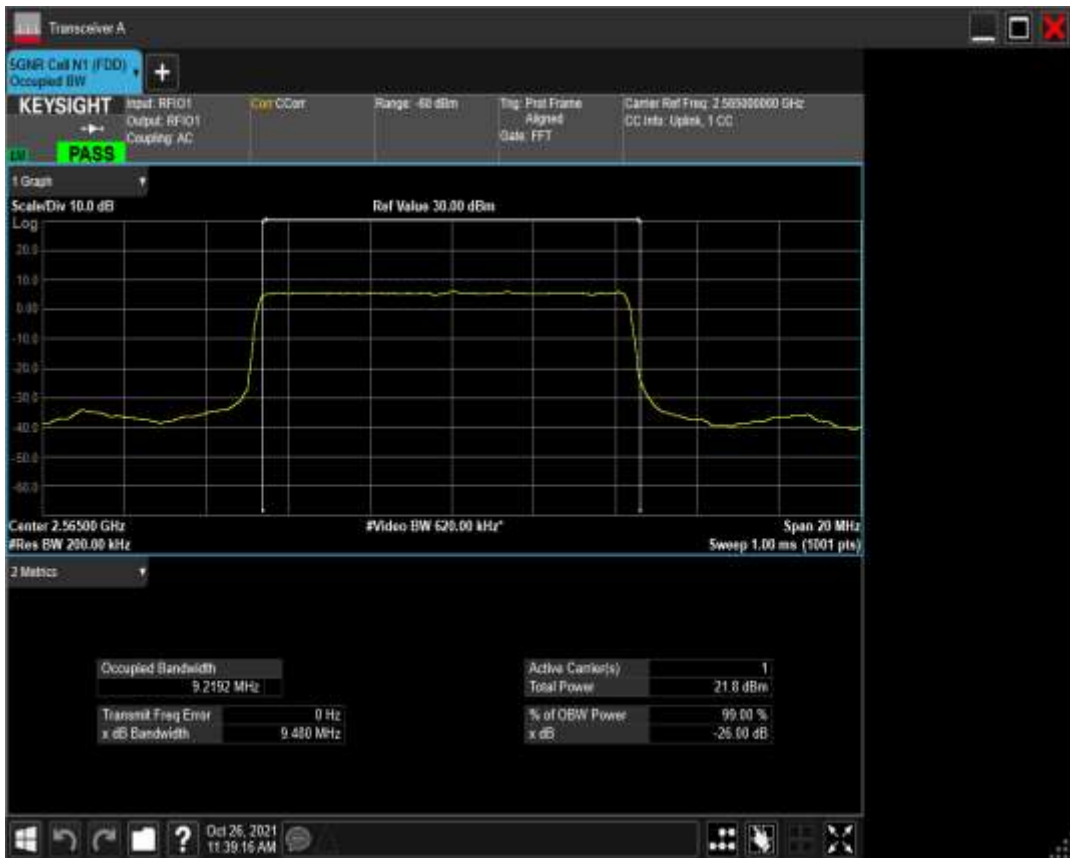 Transceiver A
5GNR Cell N1 (FDD)
Occupied BW
+
KEYSIGHT
Input: RFIO1
Output: RFIO1
Coupling: AC
Corr CCorr
Range: -60 dBm
Trig: Prot Frame
Aligned
Gate: FFT
Carrier Ref Freq: 2.565000000 GHz
CC Info: Uplink, 1 CC
PASS
1 Graph
Scale/Div 10.0 dB
Ref Value 30.00 dBm
Log
20.0
10.0
0.00
-10.0
-20.0
-30.0
-40.0
-50.0
-60.0
Center 2.56500 GHz
#Video BW 620.00 kHz*
Span 20 MHz
#Res BW 200.00 kHz
Sweep 1.00 ms (1001 pts)
2 Metrics
Occupied Bandwidth
9.2192 MHz
Transmit Freq Error 0 Hz
x dB Bandwidth 9.480 MHz
Active Carrier(s) 1
Total Power 21.8 dBm
% of OBW Power 99.00 %
x dB -26.00 dB
?
Oct 26, 2021
11:39:16 AM